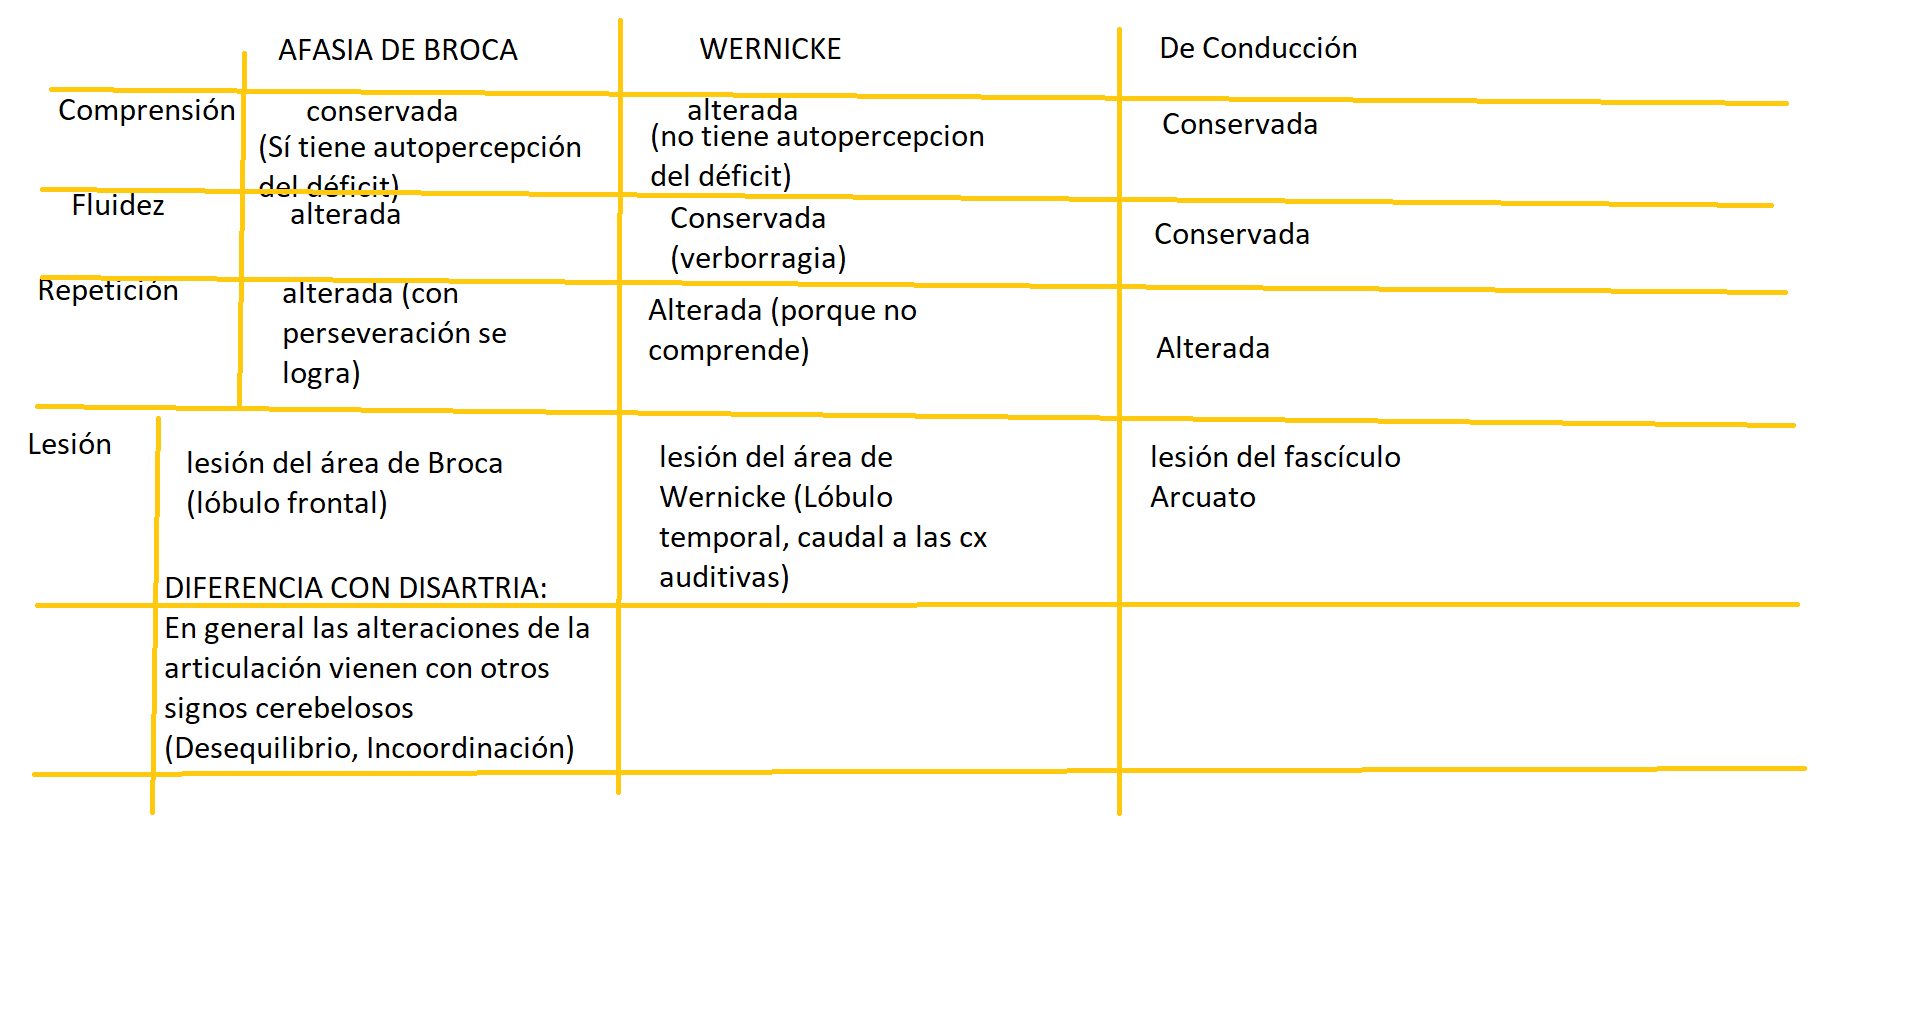 AFASIA DE BROCA
WERNICKE
De Conducción
Comprensión
conservada
(Sí tiene autopercepción
del déficit)
alterada
(no tiene autopercepcion
del déficit)
Conservada
Fluidez
alterada
Conservada
(verborragia)
Conservada
Repetición
alterada (con
perseveración se
logra)
Alterada (porque no
comprende)
Alterada
Lesión
lesión del área de Broca
(lóbulo frontal)
lesión del área de
Wernicke (Lóbulo
temporal, caudal a las cx
auditivas)
lesión del fascículo
Arcuato
DIFERENCIA CON DISARTRIA:
En general las alteraciones de la
articulación vienen con otros
signos cerebelosos
(Desequilibrio, Incoordinación)